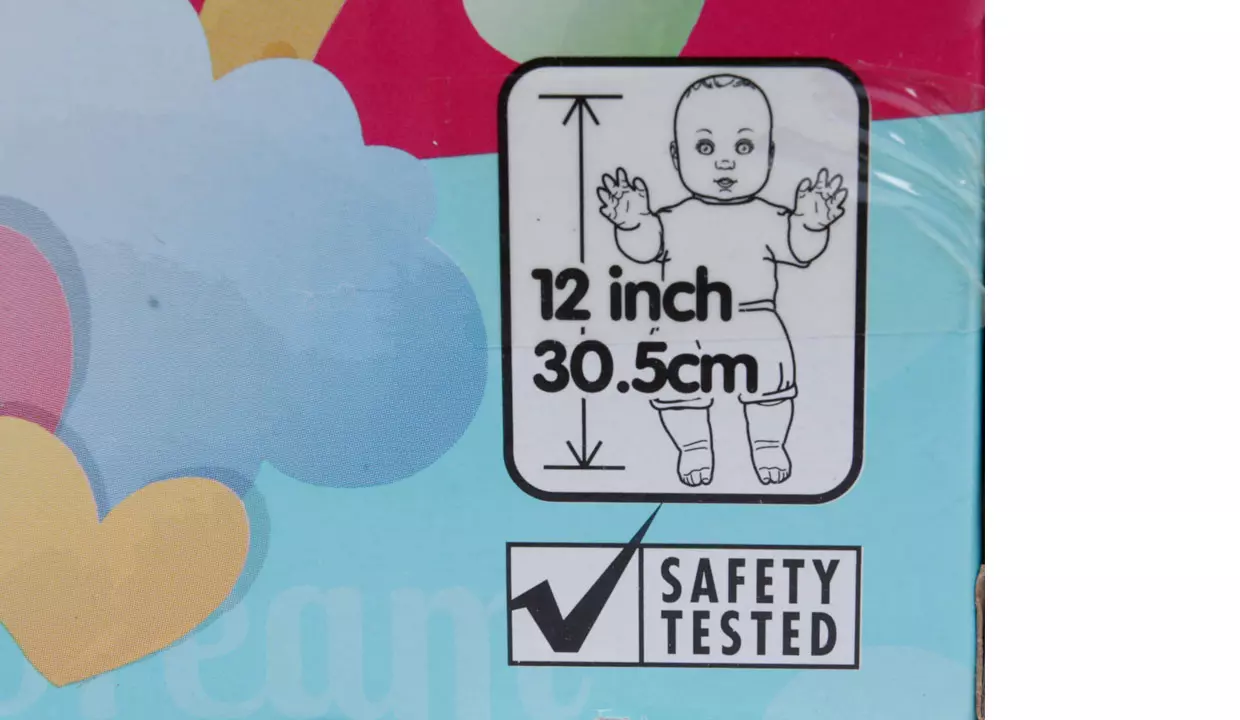 12 inch
30.5cm
SAFETY
TESTED